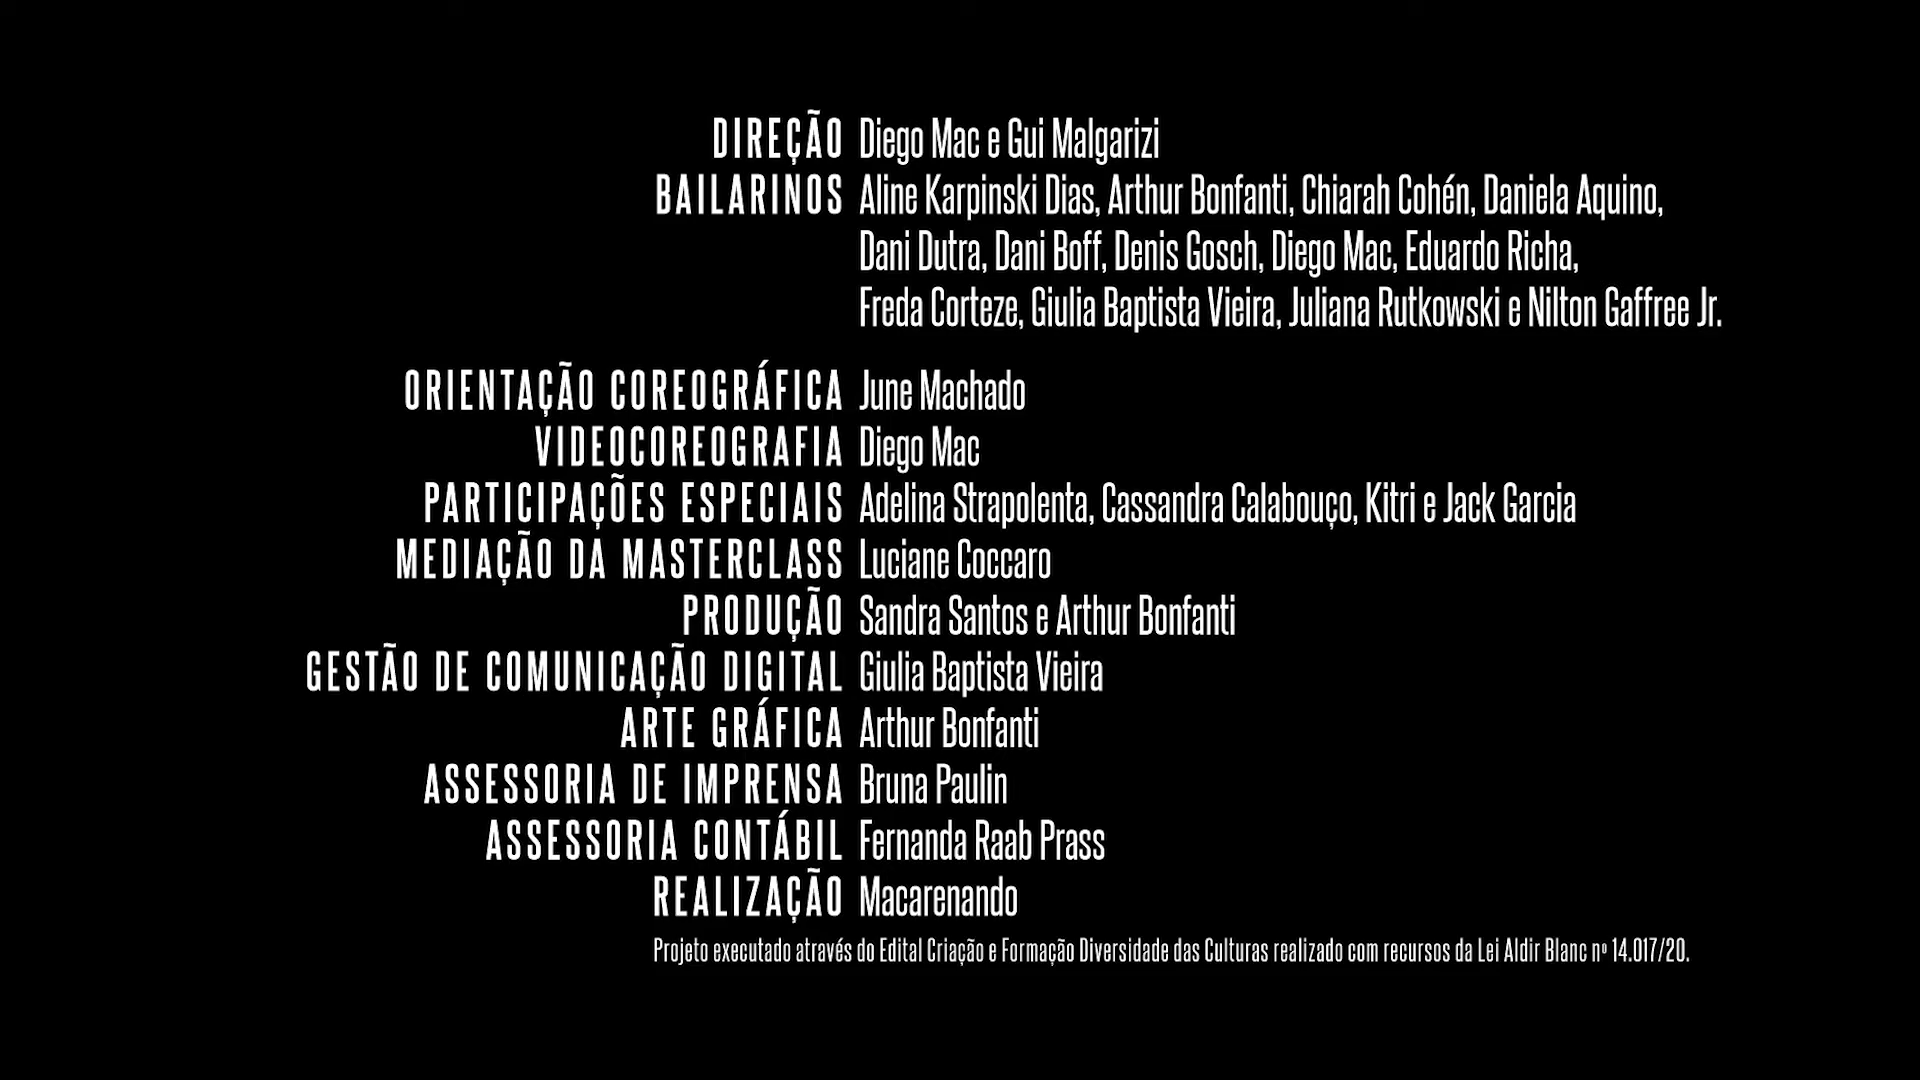 DIREÇÃO Diego Mac e Gui Malgarizi
BAILARINOS Aline Karpinski Dias, Arthur Bonfanti, Chiarah Cohén, Daniela Aquino,
Dani Dutra, Dani Boff, Denis Gosch, Diego Mac, Eduardo Richa,
Freda Corteze, Giulia Baptista Vieira, Juliana Rutkowski e Nilton Gaffree Jr.
ORIENTAÇÃO COREOGRÁFICA June Machado
VIDEOCOREOGRAFIA Diego Mac
PARTICIPAÇÕES ESPECIAIS Adelina Strapolenta, Cassandra Calabouço, Kitri e Jack Garcia
MEDIAÇÃO DA MASTERCLASS Luciane Coccaro
PRODUÇÃO Sandra Santos e Arthur Bonfanti
GESTÃO DE COMUNICAÇÃO DIGITAL Giulia Baptista Vieira
ARTE GRÁFICA Arthur Bonfanti
ASSESSORIA DE IMPRENSA Bruna Paulin
ASSESSORIA CONTÁBIL Fernanda Raab Prass
REALIZAÇÃO Macarenando
Projeto executado através do Edital Criação e Formação Diversidade das Culturas realizado com recursos da Lei Aldir Blanc nº 14.017/20.